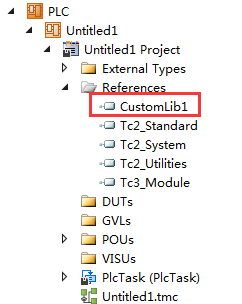 PLC
Untitled1
Untitled1 Project
External Types
References
CustomLib1
Tc2_Standard
Tc2_System
Tc2_Utilities
Tc3_Module
DUTs
GVLs
POUs
VISUs
PlcTask (PlcTask)
Untitled1.tmc